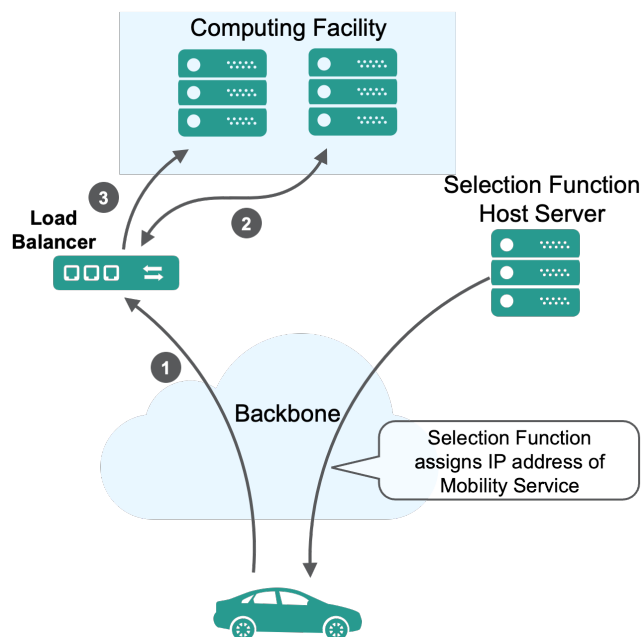 Computing Facility
3
Selection Function
Host Server
Load
Balancer
2
1
Backbone
Selection Function
assigns IP address of
Mobility Service